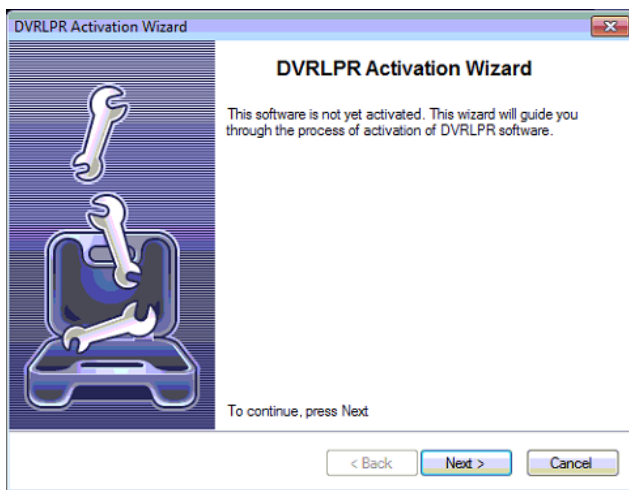 DVRLPR Activation Wizard
DVRLPR Activation Wizard
This software is not yet activated. This wizard will guide you
through the process of activation of DVRLPR software.
To continue, press Next
< Back
Next >
Cancel